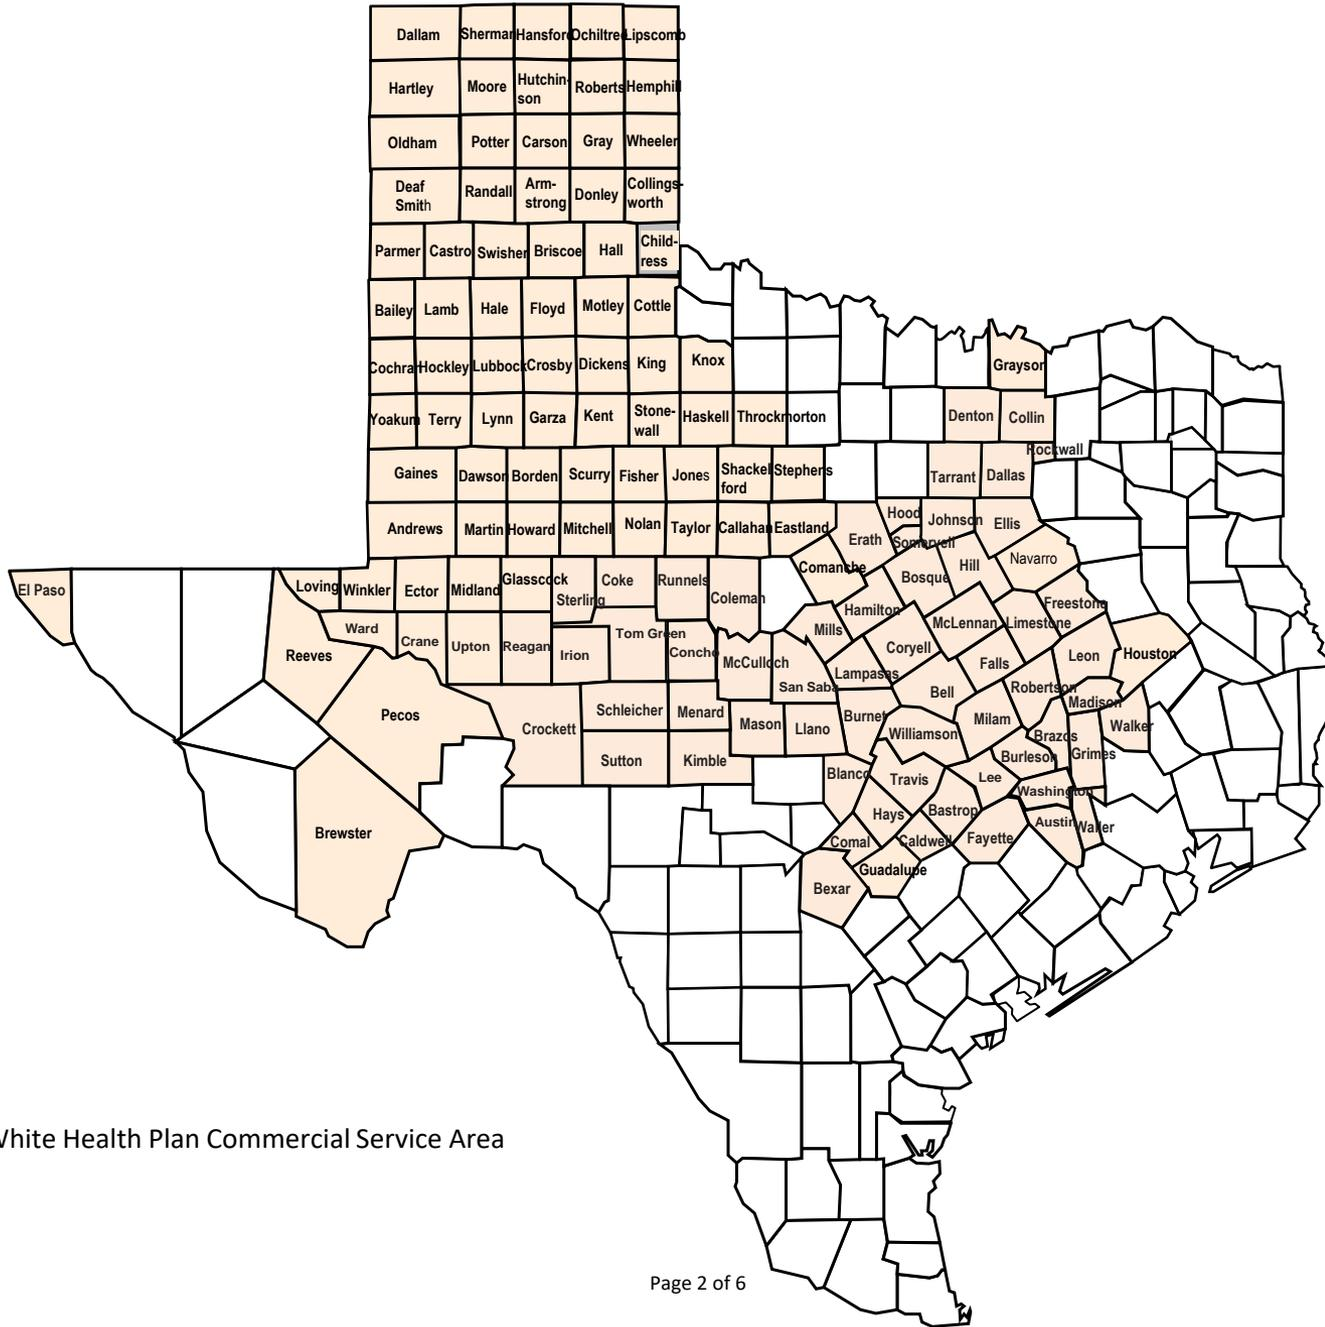 Dallam Sherman Hansford Ochiltree Lipscomb
Hartley Moore Hutchin-
son Roberts Hemphill
Oldham Potter Carson Gray Wheeler
Deaf
Smith Randall Arm-
strong Donley Collings-
worth
Parmer Castro Swisher Briscoe Hall Child-
ress
Bailey Lamb Hale Floyd Motley Cottle
Cochran Hockley Lubbock Crosby Dickens King Knox
Grayson
Yoakum Terry Lynn Garza Kent Stone-
wall Haskell Throckmorton
Denton Collin
Rockwall
Gaines Dawson Borden Scurry Fisher Jones Shackel
ford Stephens
Tarrant Dallas
Andrews Martin Howard Mitchell Nolan Taylor Callahan Eastland
Hood Johnson Ellis
Erath Somervell
Comanche Bosque Hill Navarro
El Paso Loving Winkler Ector Midland Glasscock Sterling Coke Runnels Coleman
Hamilton Freestone
Ward Crane Upton Reagan Irion Tom Green Concho
Mills McLennan Limestone
Reeves McCulloch San Saba Lampasas Coryell Falls Leon Houston
Pecos Crockett Schleicher Menard Mason Llano Burnet Bell Robertson Madison
Williamson Milam Brazos Walker
Sutton Kimble Blanco Travis Lee Burleson Grimes
Washington
Hays Bastrop Austin Waller
Brewster Comal Caldwell Fayette
Guadalupe
Bexar
White Health Plan Commercial Service Area
Page 2 of 6